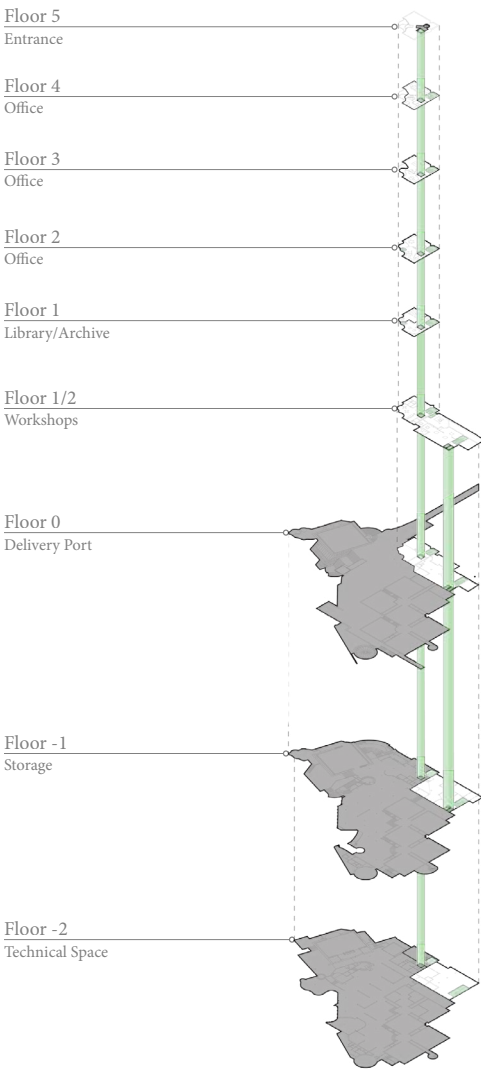 Floor 5
Entrance
Floor 4
Office
Floor 3
Office
Floor 2
Office
Floor 1
Library/Archive
Floor 1/2
Workshops
Floor 0
Delivery Port
Floor -1
Storage
Floor -2
Technical Space